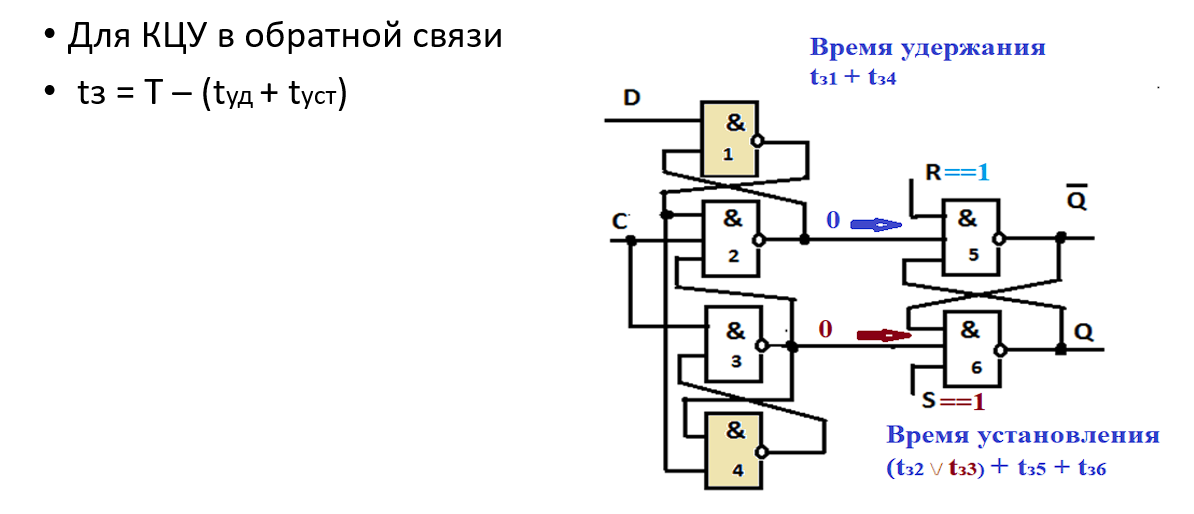 • Для КЦУ в обратной связи
• tз = T – (tуд + tуст)
Время удержания
tз1 + tз4
D
&
1
R==1
Q
C
&
2
0
&
5
&
3
0
&
6
Q
S==1
&
4
Время установления
(tз2 \/ tз3) + tз5 + tз6